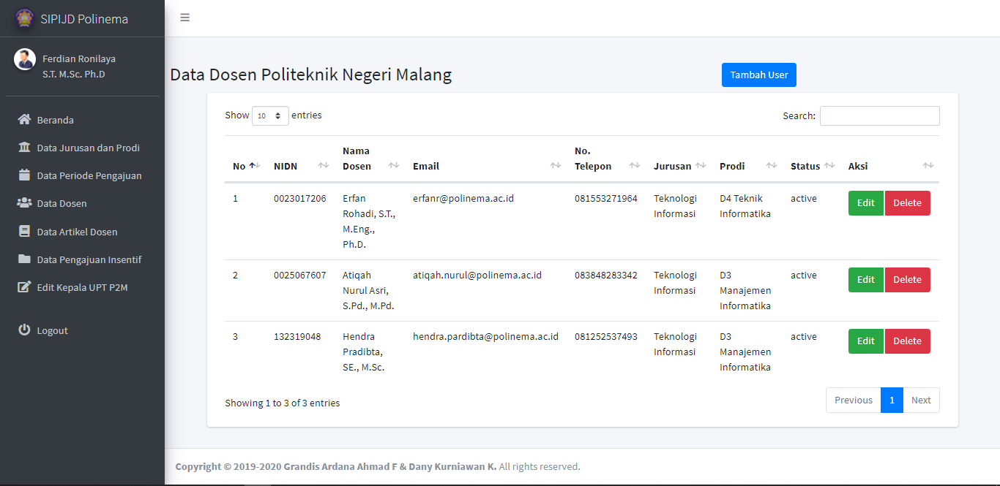 SIPIJD Polinema
Ferdian Ronilaya
S.T. M.Sc. Ph.D
Beranda
Data Jurusan dan Prodi
Data Periode Pengajuan
Data Dosen
Data Artikel Dosen
Data Pengajuan Insentif
Edit Kepala UPT P2M
Logout
Data Dosen Politeknik Negeri Malang
Tambah User
Show 10 entries
Search:
Nama No.
No NIDN Dosen Email Telepon Jurusan Prodi Status Aksi
1 0023017206 Erfan erfanr@polinema.ac.id 081553271964 Teknologi D4 Teknik active Edit Delete
Rohadi, S.T., Informasi Informatika
M.Eng.,
Ph.D.
2 0025067607 Atiqah atiqah.nurul@polinema.ac.id 083848283342 Teknologi D3 active Edit Delete
Nurul Asri, Informasi Manajemen
S.Pd., M.Pd. Informatika
3 132319048 Hendra hendra.pardibta@polinema.ac.id 081252537493 Teknologi D3 active Edit Delete
Pradibta, Informasi Manajemen
SE., M.Sc. Informatika
Showing 1 to 3 of 3 entries
Previous 1 Next
Copyright © 2019-2020 Grandis Ardana Ahmad F & Dany Kurniawan K. All rights reserved.